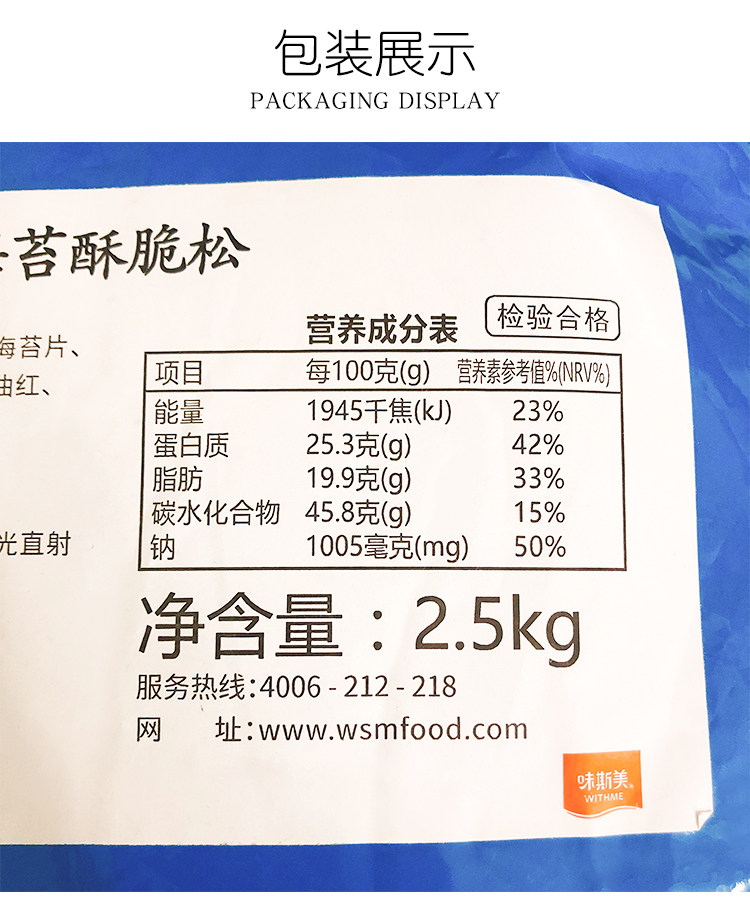 包装展示
PACKAGING DISPLAY
苔酥脆松
海苔片、
油红、
光直射
营养成分表
检验合格
项目 每100克(g) 营养素参考值%(NRV%)
能量 1945千焦(kJ) 23%
蛋白质 25.3克(g) 42%
脂肪 19.9克(g) 33%
碳水化合物 45.8克(g) 15%
钠 1005毫克(mg) 50%
净含量：2.5kg
服务热线:4006-212-218
网 址:www.wsmfood.com
味斯美
WITHME